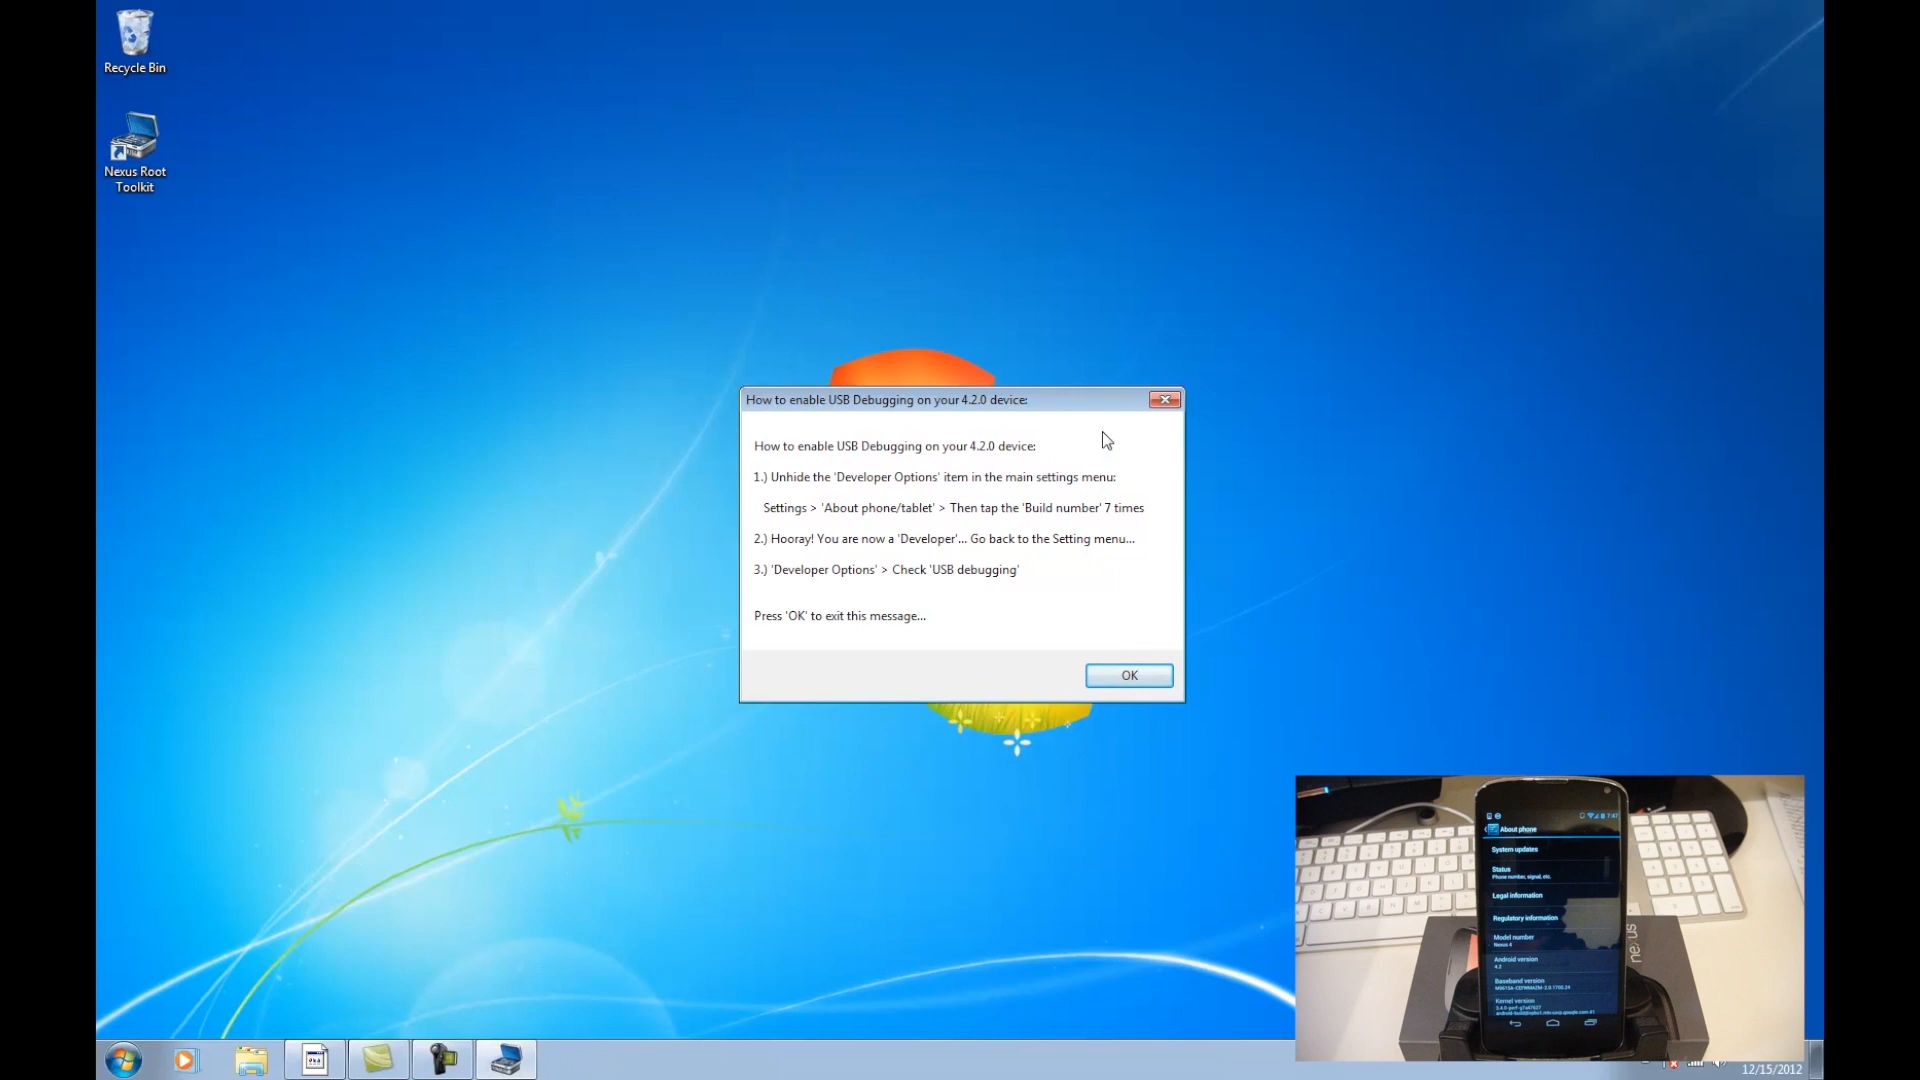 Recycle Bin
Nexus Root
Toolkit
How to enable USB Debugging on your 4.2.0 device:
How to enable USB Debugging on your 4.2.0 device:
1.) Unhide the 'Developer Options' item in the main settings menu:
Settings > 'About phone/tablet' > Then tap the 'Build number' 7 times
2.) Hooray! You are now a 'Developer'... Go back to the Setting menu...
3.) 'Developer Options' > Check 'USB debugging'
Press 'OK' to exit this message...
OK
7:47
About phone
System updates
Status
Phone number, signal, etc.
Legal information
Regulatory information
Model number
Nexus 4
Android version
4.2
Baseband version
Kernel version
nexus
12/15/2012